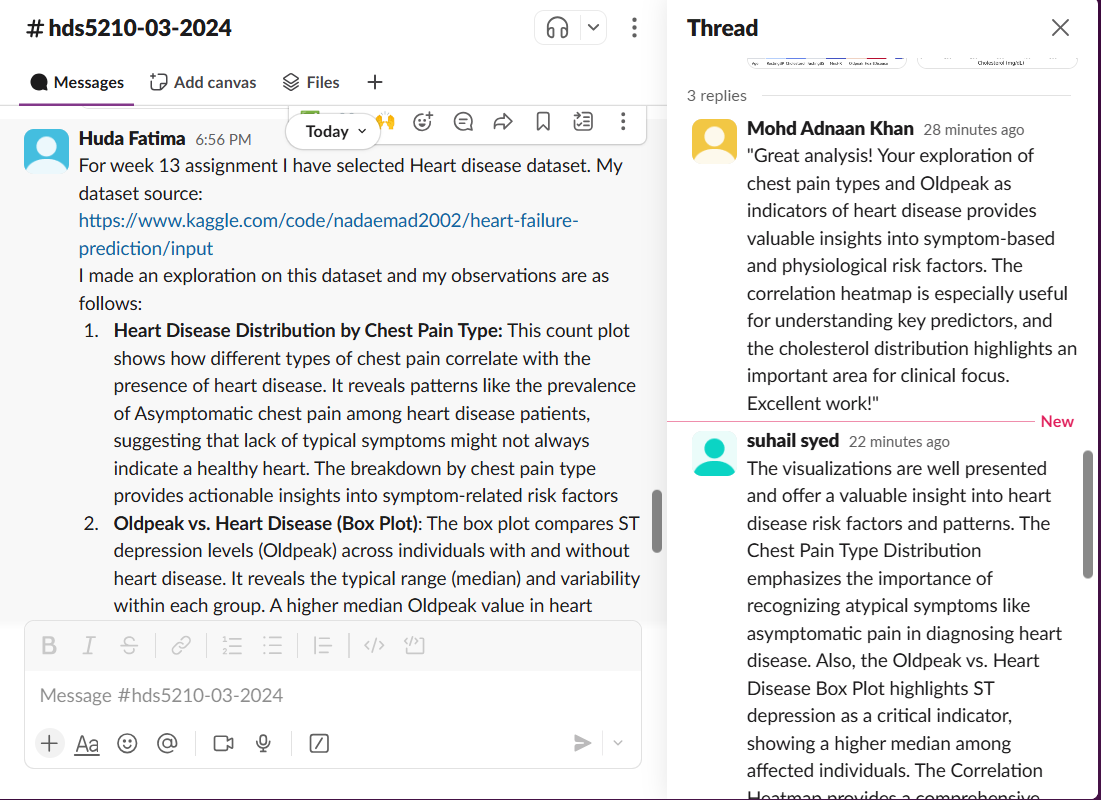 # hds5210-03-2024
Messages
Add canvas
Files
Today
Huda Fatima 6:56 PM
For week 13 assignment I have selected Heart disease dataset. My
dataset source:
https://www.kaggle.com/code/nadaemad2002/heart-failure-
prediction/input
I made an exploration on this dataset and my observations are as
follows:
1. Heart Disease Distribution by Chest Pain Type: This count plot
shows how different types of chest pain correlate with the
presence of heart disease. It reveals patterns like the prevalence
of Asymptomatic chest pain among heart disease patients,
suggesting that lack of typical symptoms might not always
indicate a healthy heart. The breakdown by chest pain type
provides actionable insights into symptom-related risk factors
2. Oldpeak vs. Heart Disease (Box Plot): The box plot compares ST
depression levels (Oldpeak) across individuals with and without
heart disease. It reveals the typical range (median) and variability
within each group. A higher median Oldpeak value in heart
Message #hds5210-03-2024
Aa
Thread
Cholesterol (mg/dL)
3 replies
Mohd Adnaan Khan 28 minutes ago
"Great analysis! Your exploration of
chest pain types and Oldpeak as
indicators of heart disease provides
valuable insights into symptom-based
and physiological risk factors. The
correlation heatmap is especially useful
for understanding key predictors, and
the cholesterol distribution highlights an
important area for clinical focus.
Excellent work!"
New
suhail syed 22 minutes ago
The visualizations are well presented
and offer a valuable insight into heart
disease risk factors and patterns. The
Chest Pain Type Distribution
emphasizes the importance of
recognizing atypical symptoms like
asymptomatic pain in diagnosing heart
disease. Also, the Oldpeak vs. Heart
Disease Box Plot highlights ST
depression as a critical indicator,
showing a higher median among
affected individuals. The Correlation
Heatmap provides a comprehensive